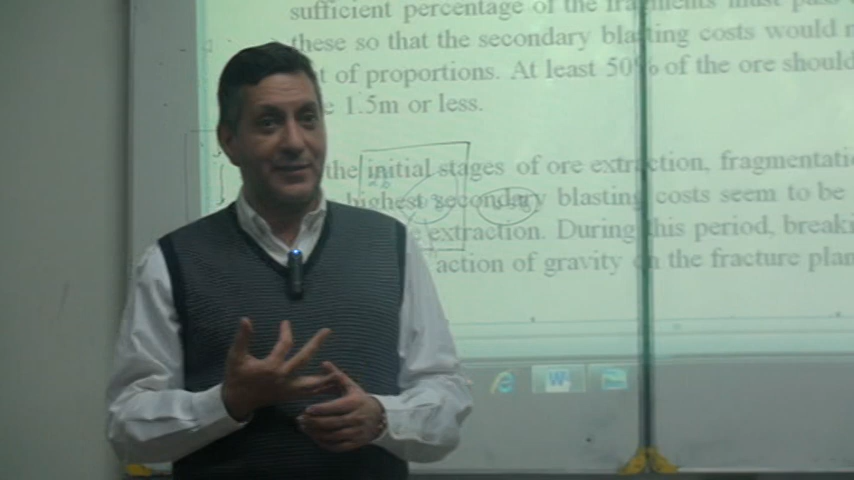 sufficient percentage of the fragments must pass
these so that the secondary blasting costs would
t of proportions. At least 50% of the ore should
1.5m or less.
the initial stages of ore extraction, fragmentati
highest secondary blasting costs seem to be
extraction. During this period, breaki
action of gravity on the fracture plan
W